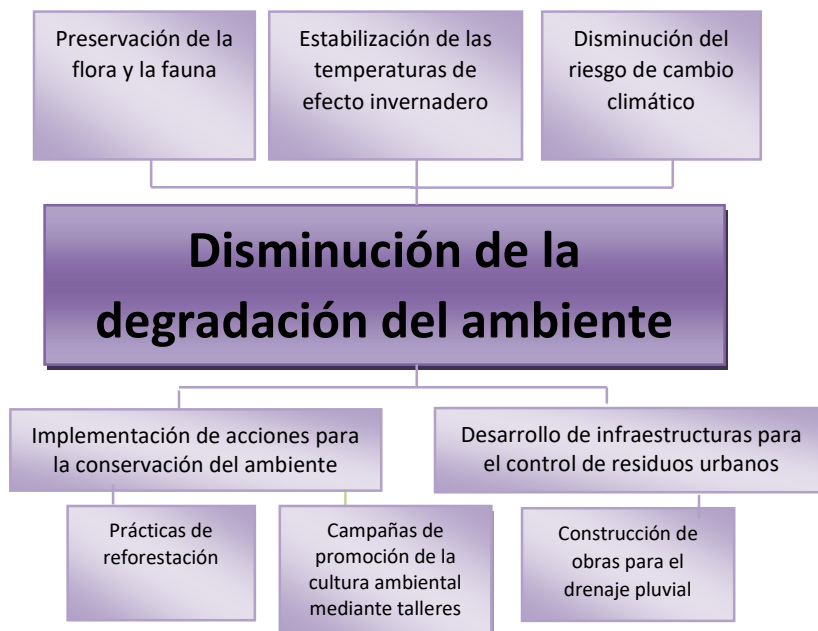 Preservación de la
flora y la fauna
Estabilización de las
temperaturas de
efecto invernadero
Disminución del
riesgo de cambio
climático
Disminución de la
degradación del ambiente
Implementación de acciones para
la conservación del ambiente
Desarrollo de infraestructuras para
el control de residuos urbanos
Prácticas de
reforestación
Campañas de
promoción de la
cultura ambiental
mediante talleres
Construcción de
obras para el
drenaje pluvial